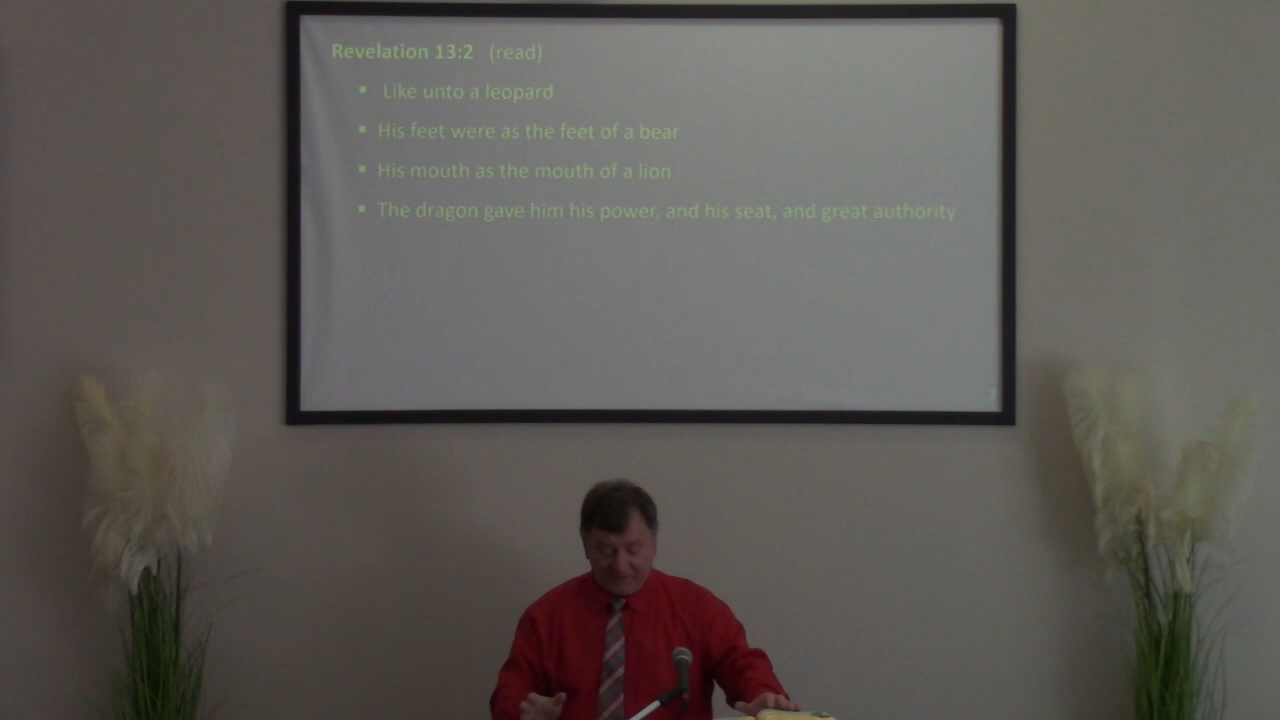 Revelation 13:2 (read)
▪ Like unto a leopard
▪ His feet were as the feet of a bear
▪ His mouth as the mouth of a lion
▪ The dragon gave him his power, and his seat, and great authority